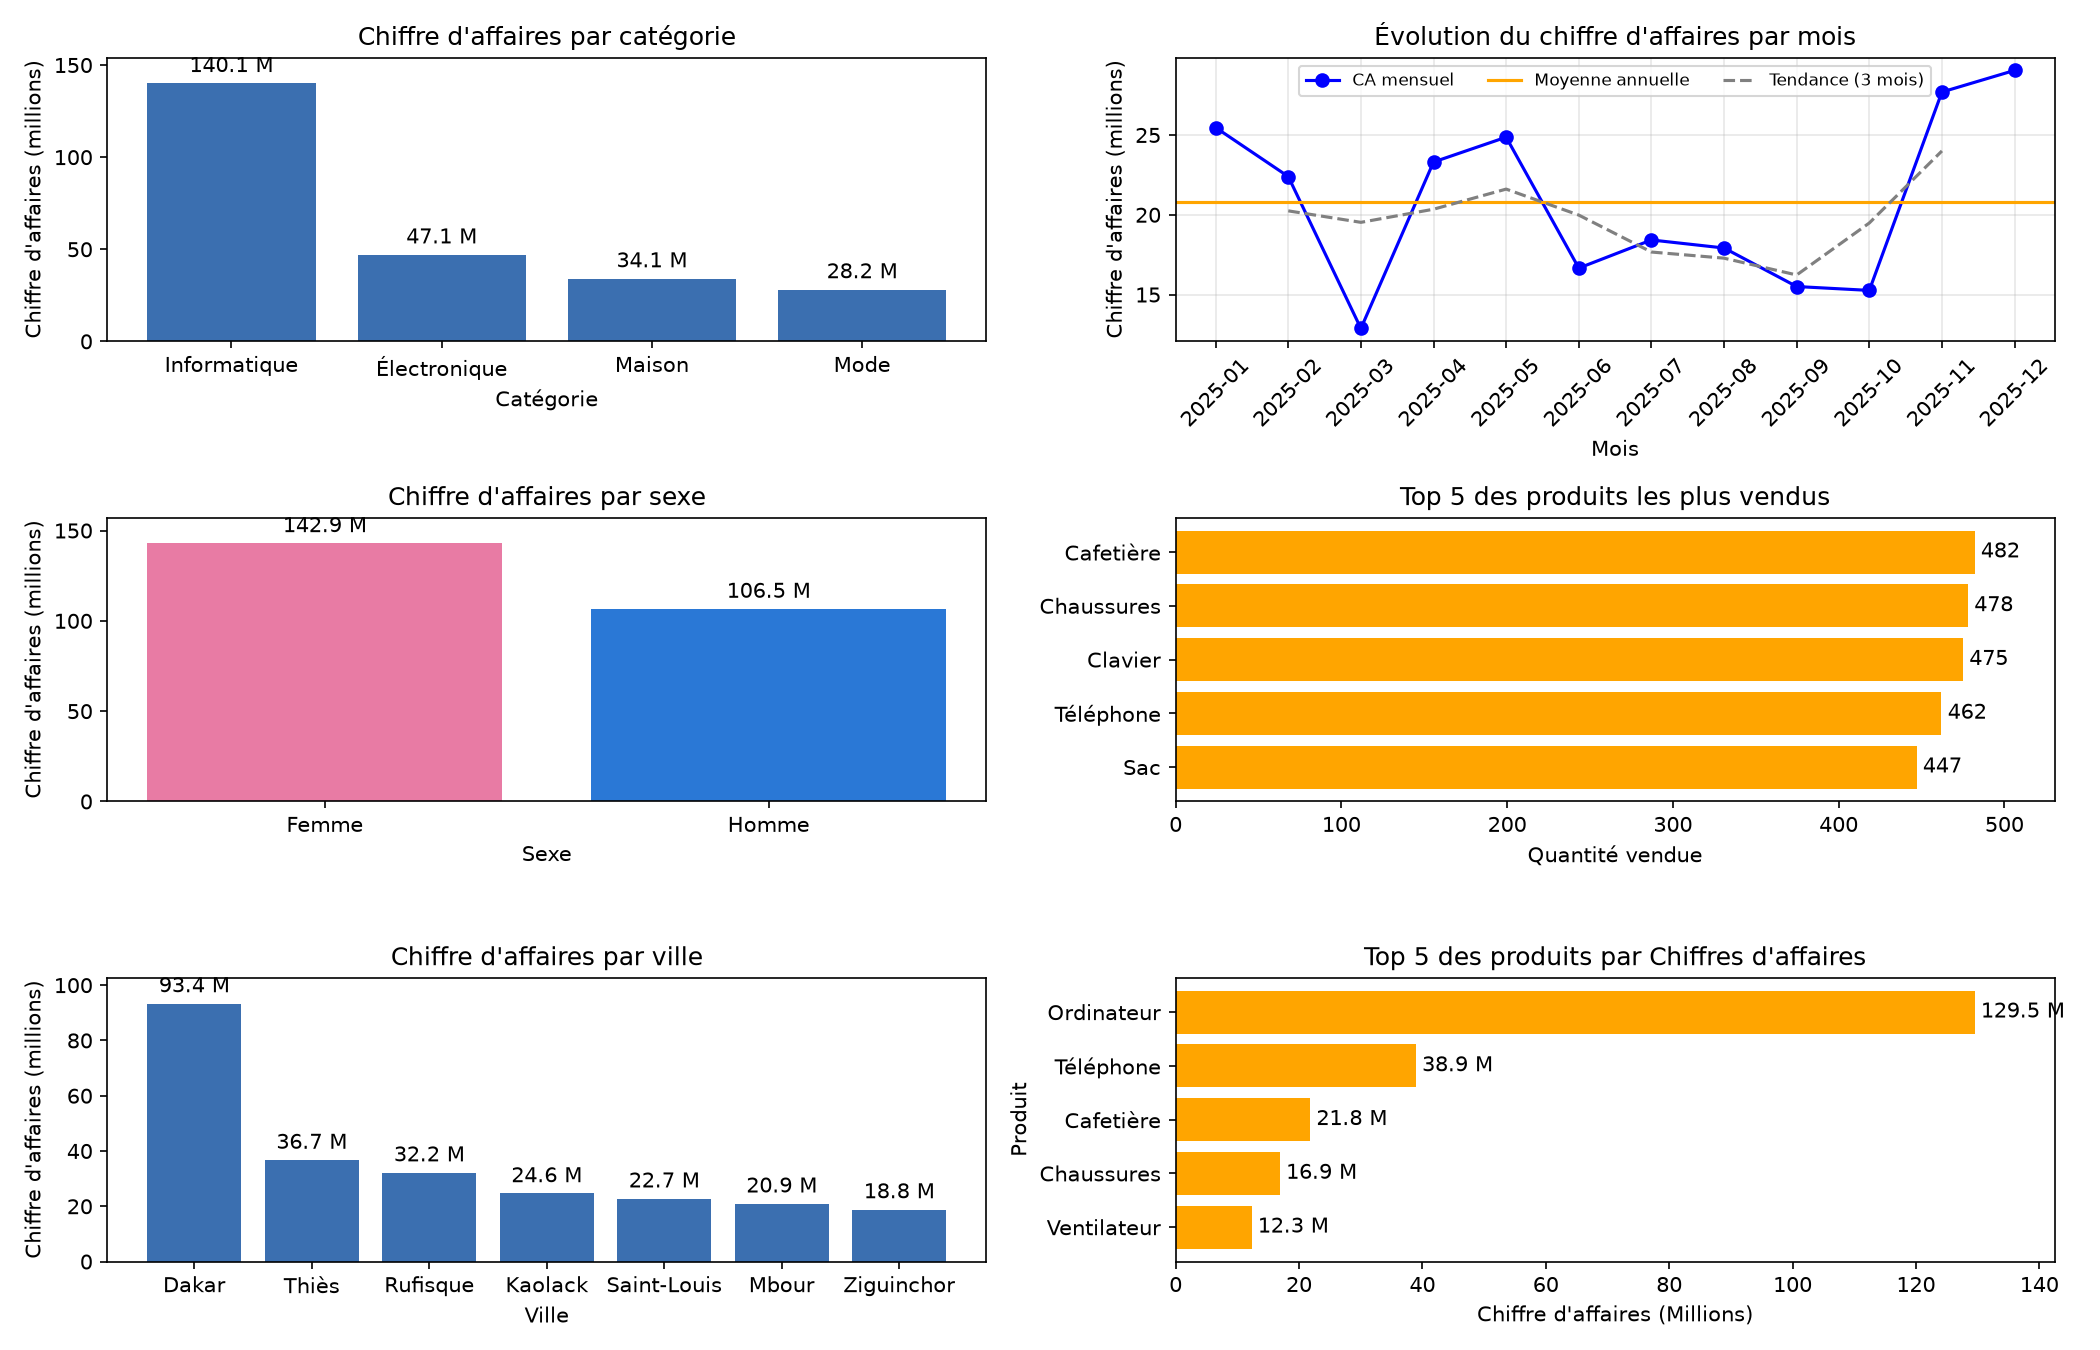 Chiffre d'affaires par catégorie
Chiffre d'affaires (millions)
150
100
50
0
140.1 M
47.1 M
34.1 M
28.2 M
Informatique
Électronique
Maison
Mode
Catégorie
Évolution du chiffre d'affaires par mois
Chiffre d'affaires (millions)
CA mensuel
Moyenne annuelle
Tendance (3 mois)
25
20
15
2025-01
2025-02
2025-03
2025-04
2025-05
2025-06
2025-07
2025-08
2025-09
2025-10
2025-11
2025-12
Mois
Chiffre d'affaires par sexe
Chiffre d'affaires (millions)
150
100
50
0
142.9 M
106.5 M
Femme
Homme
Sexe
Top 5 des produits les plus vendus
Cafetière
482
Chaussures
478
Clavier
475
Téléphone
462
Sac
447
0
100
200
300
400
500
Quantité vendue
Chiffre d'affaires par ville
Chiffre d'affaires (millions)
100
80
60
40
20
0
93.4 M
36.7 M
32.2 M
24.6 M
22.7 M
20.9 M
18.8 M
Dakar
Thiès
Rufisque
Kaolack
Saint-Louis
Mbour
Ziguinchor
Ville
Top 5 des produits par Chiffres d'affaires
Produit
Ordinateur
129.5 M
Téléphone
38.9 M
Cafetière
21.8 M
Chaussures
16.9 M
Ventilateur
12.3 M
0
20
40
60
80
100
120
140
Chiffre d'affaires (Millions)